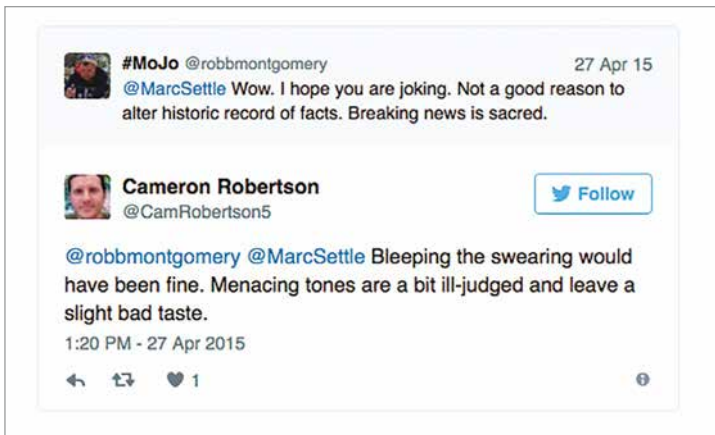 #MoJo @robbmontgomery 27 Apr 15
@MarcSettle Wow. I hope you are joking. Not a good reason to
alter historic record of facts. Breaking news is sacred.
Cameron Robertson
@CamRobertson5
Follow
@robbmontgomery @MarcSettle Bleeping the swearing would
have been fine. Menacing tones are a bit ill-judged and leave a
slight bad taste.
1:20 PM - 27 Apr 2015
1